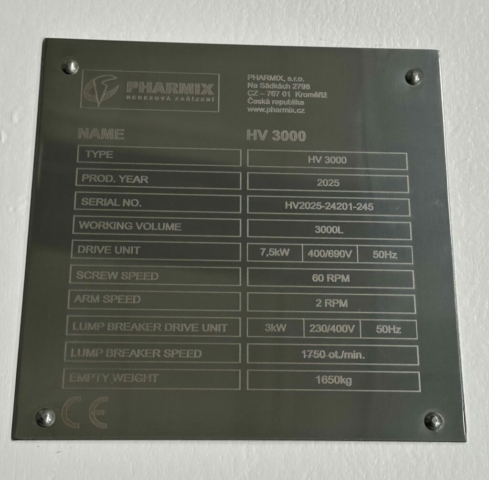 PHARMIX
NEREZOVÁ ZAŘÍZENÍ
PHARMIX, s.r.o.
Na Sádkách 2798
CZ – 767 01 Kroměříž
Česká republika
www.pharmix.cz
NAME HV 3000
TYPE HV 3000
PROD. YEAR 2025
SERIAL NO. HV2025-24201-245
WORKING VOLUME 3000L
DRIVE UNIT 7,5kW 400/690V 50Hz
SCREW SPEED 60 RPM
ARM SPEED 2 RPM
LUMP BREAKER DRIVE UNIT 3kW 230/400V 50Hz
LUMP BREAKER SPEED 1750 ot./min.
EMPTY WEIGHT 1650kg
CE